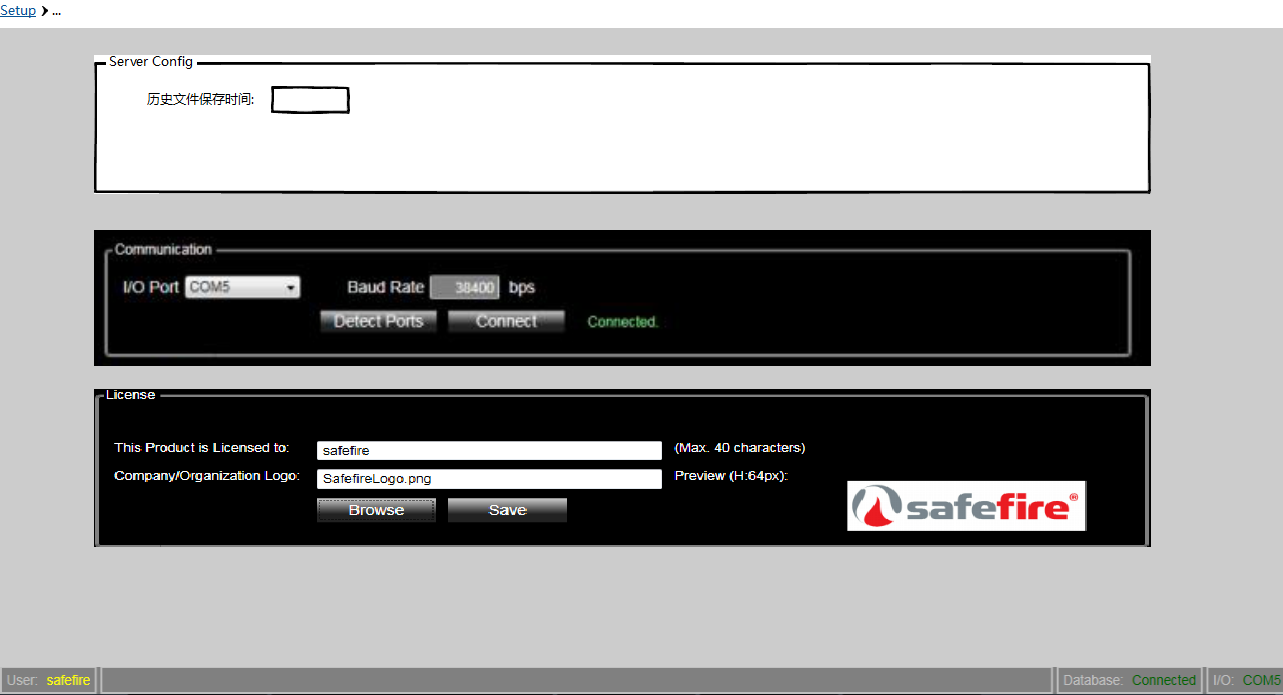 Setup ❯ ...
Server Config
历史文件保存时间:
Communication
I/O Port COM5 Baud Rate 38400 bps
Detect Ports Connect Connected.
License
This Product is Licensed to: safefire (Max. 40 characters)
Company/Organization Logo: SafefireLogo.png Preview (H:64px):
Browse Save
safefire®
User: safefire Database: Connected I/O: COM5